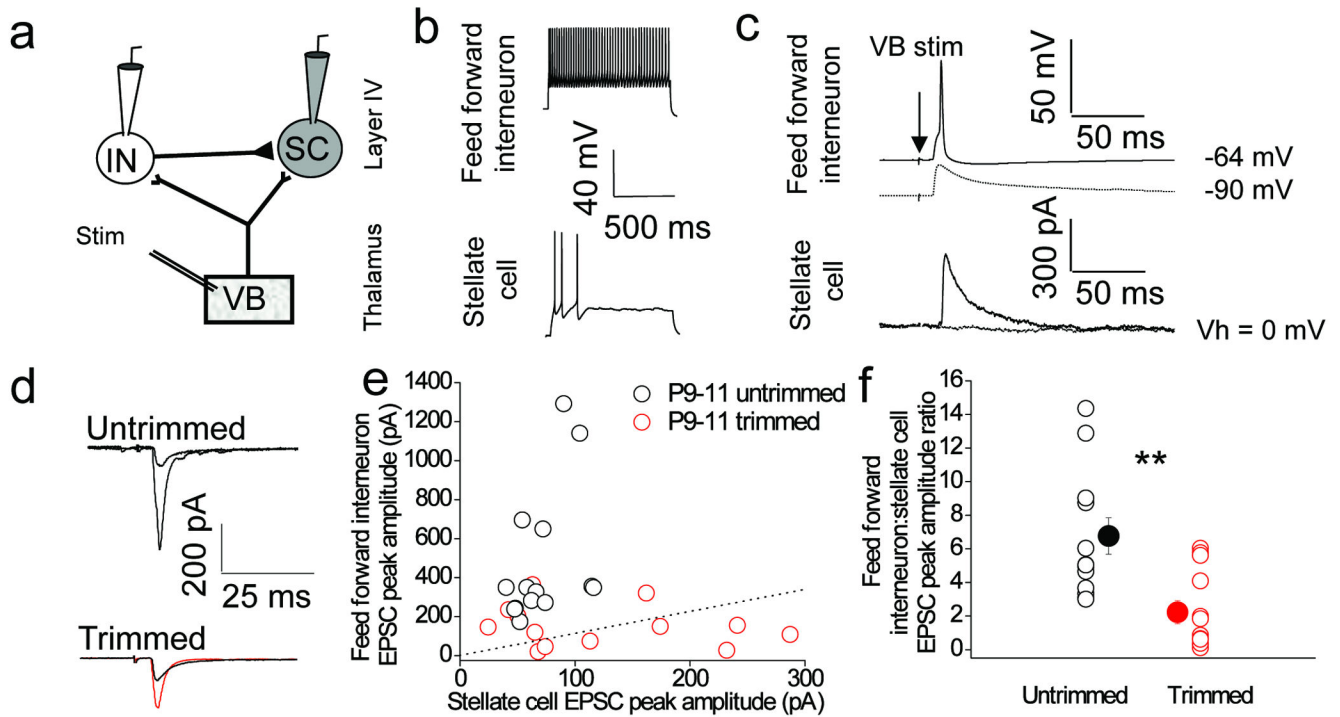 a
IN
SC
Layer IV
Stim
VB
Thalamus
b
Feed forward
interneuron
40 mV
500 ms
Stellate
cell
c
VB stim
Feed forward
interneuron
50 mV
50 ms
-64 mV
-90 mV
Stellate
cell
300 pA
50 ms
Vh = 0 mV
d
Untrimmed
200 pA
25 ms
Trimmed
e
Feed forward interneuron
EPSC peak amplitude (pA)
1400
1200
1000
800
600
400
200
0
0
100
200
300
Stellate cell EPSC peak amplitude (pA)
P9-11 untrimmed
P9-11 trimmed
f
Feed forward
interneuron:stellate cell
EPSC peak amplitude ratio
16
14
12
10
8
6
4
2
0
**
Untrimmed
Trimmed